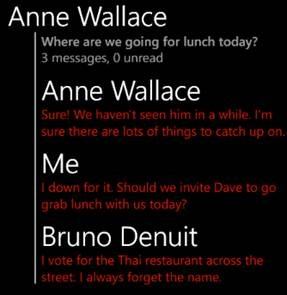 Anne Wallace
Where are we going for lunch today?
3 messages, 0 unread
Anne Wallace
Sure! We haven't seen him in a while. I'm
sure there are lots of things to catch up on.
Me
I down for it. Should we invite Dave to go
grab lunch with us today?
Bruno Denuit
I vote for the Thai restaurant across the
street. I always forget the name.